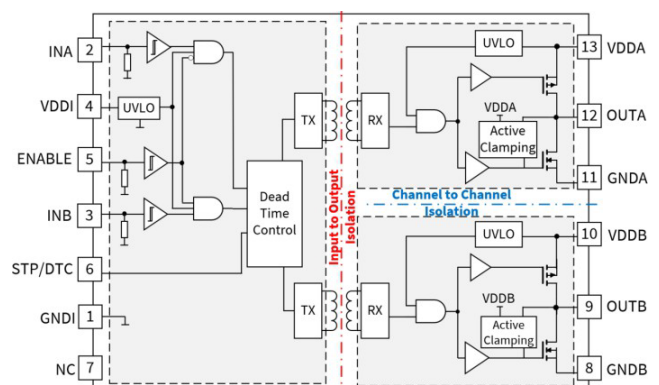 INA
2
VDDI
4
UVLO
ENABLE
5
INB
3
STP/DTC
6
GNDI
1
NC
7
Dead
Time
Control
TX
TX
Input to Output
Isolation
RX
UVLO
VDDA
Active
Clamping
13
VDDA
12
OUTA
11
GNDA
Channel to Channel
Isolation
RX
UVLO
VDDB
Active
Clamping
10
VDDB
9
OUTB
8
GNDB